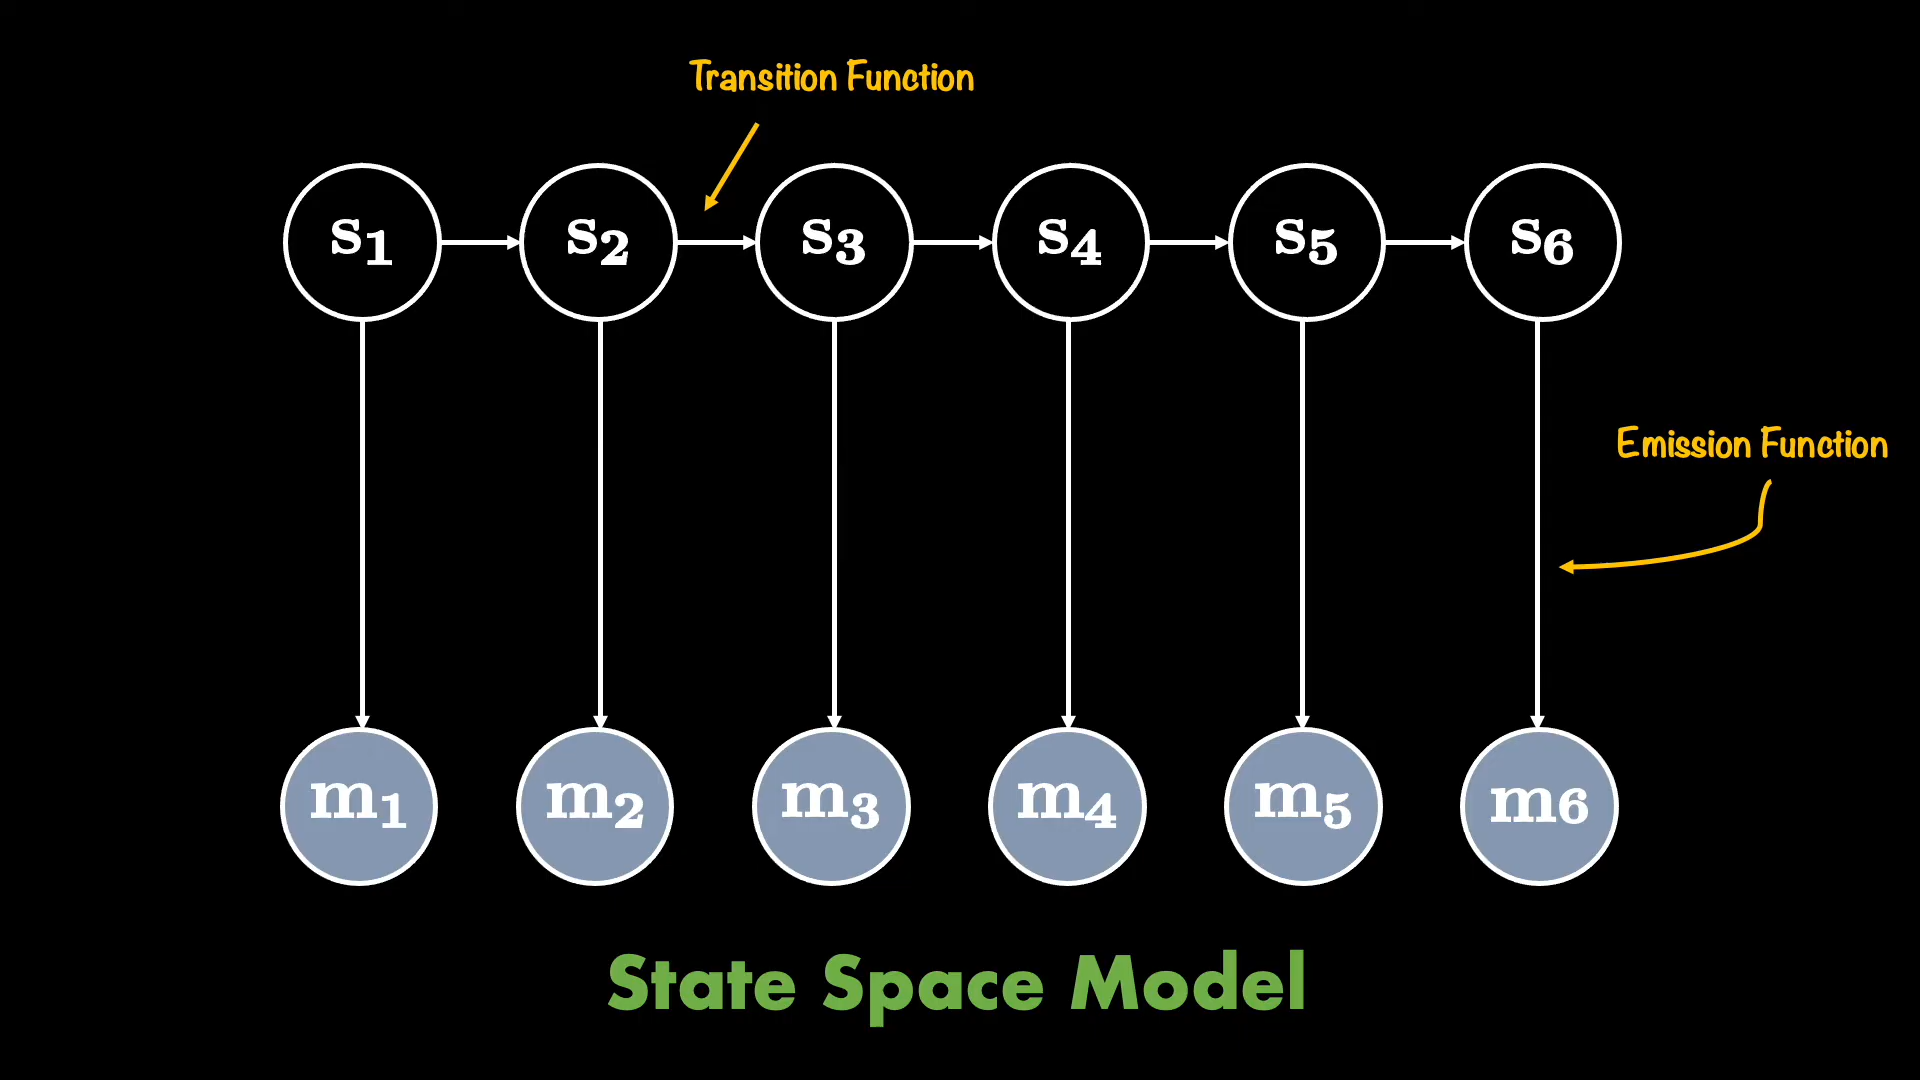 Transition Function
s₁ s₂ s₃ s₄ s₅ s₆
Emission Function
m₁ m₂ m₃ m₄ m₅ m₆
State Space Model